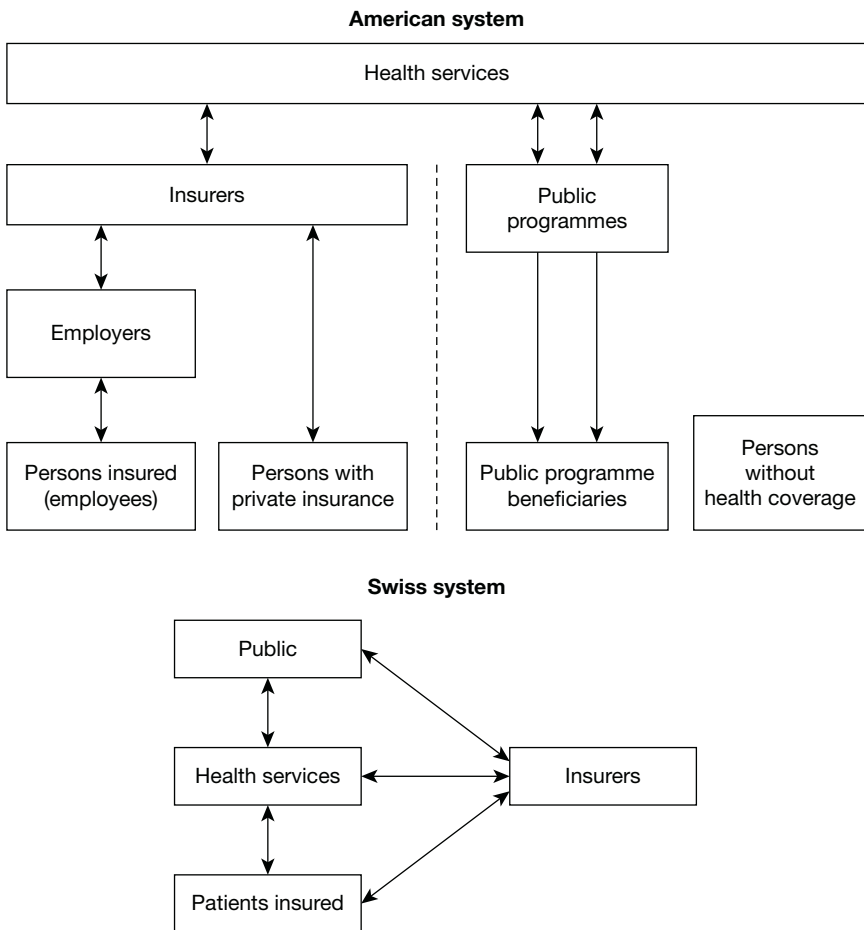 American system
Health services
Insurers
Public
programmes
Employers
Persons insured
(employees)
Persons with
private insurance
Public programme
beneficiaries
Persons
without
health coverage
Swiss system
Public
Health services
Insurers
Patients insured